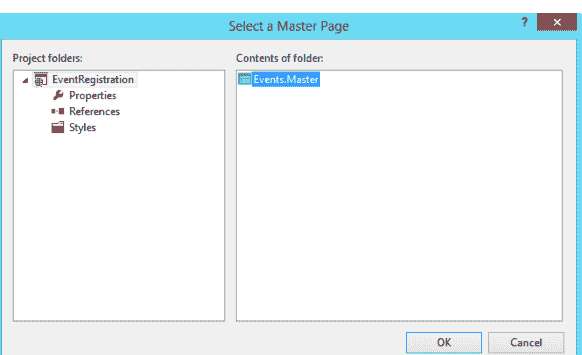 Select a Master Page
?
Project folders:
Contents of folder:
EventRegistration
Properties
References
Styles
Events.Master
OK
Cancel